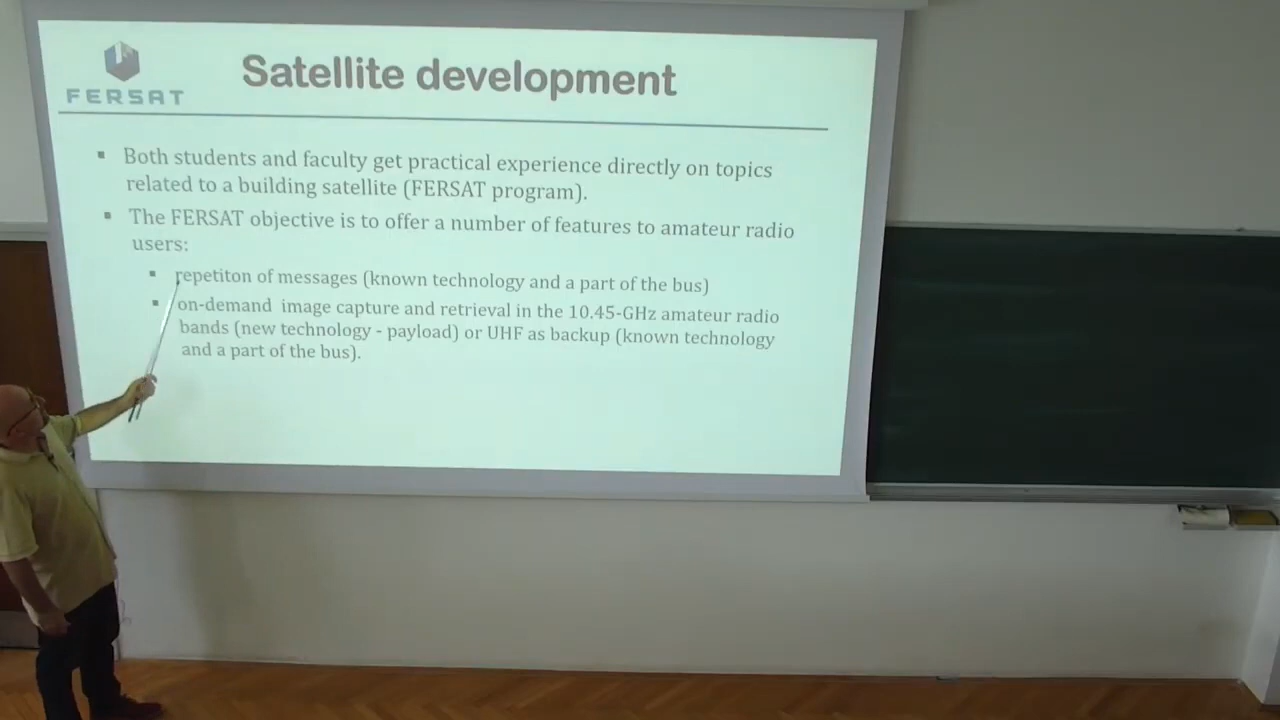 FERSAT
Satellite development
Both students and faculty get practical experience directly on topics
related to a building satellite (FERSAT program).
The FERSAT objective is to offer a number of features to amateur radio
users:
repetiton of messages (known technology and a part of the bus)
on-demand image capture and retrieval in the 10.45-GHz amateur radio
bands (new technology - payload) or UHF as backup (known technology
and a part of the bus).